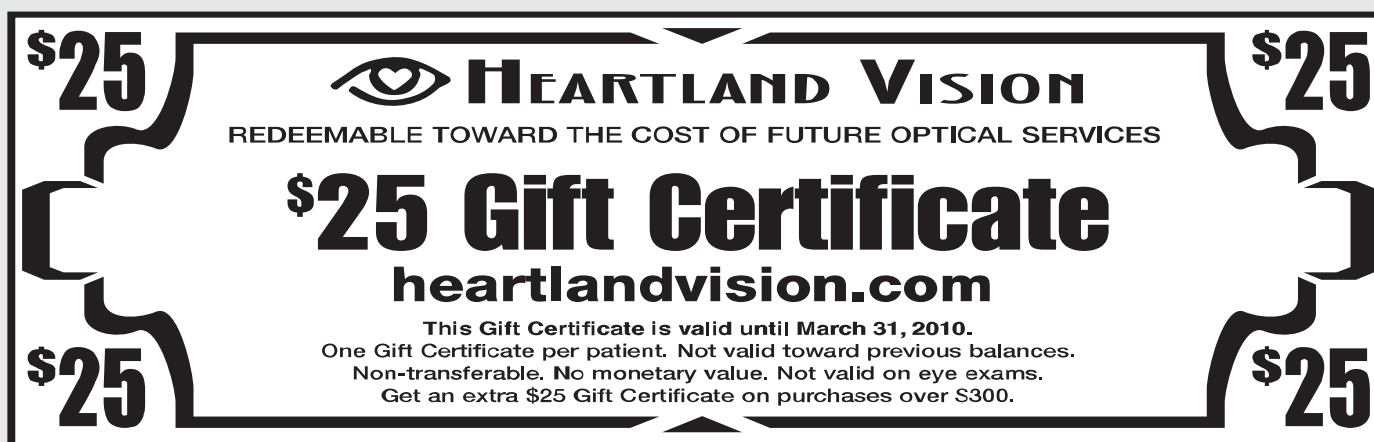 $25 $25
HEARTLAND VISION
REDEEMABLE TOWARD THE COST OF FUTURE OPTICAL SERVICES
$25 Gift Certificate
heartlandvision.com
This Gift Certificate is valid until March 31, 2010.
One Gift Certificate per patient. Not valid toward previous balances.
Non-transferable. No monetary value. Not valid on eye exams.
Get an extra $25 Gift Certificate on purchases over $300.
$25 $25